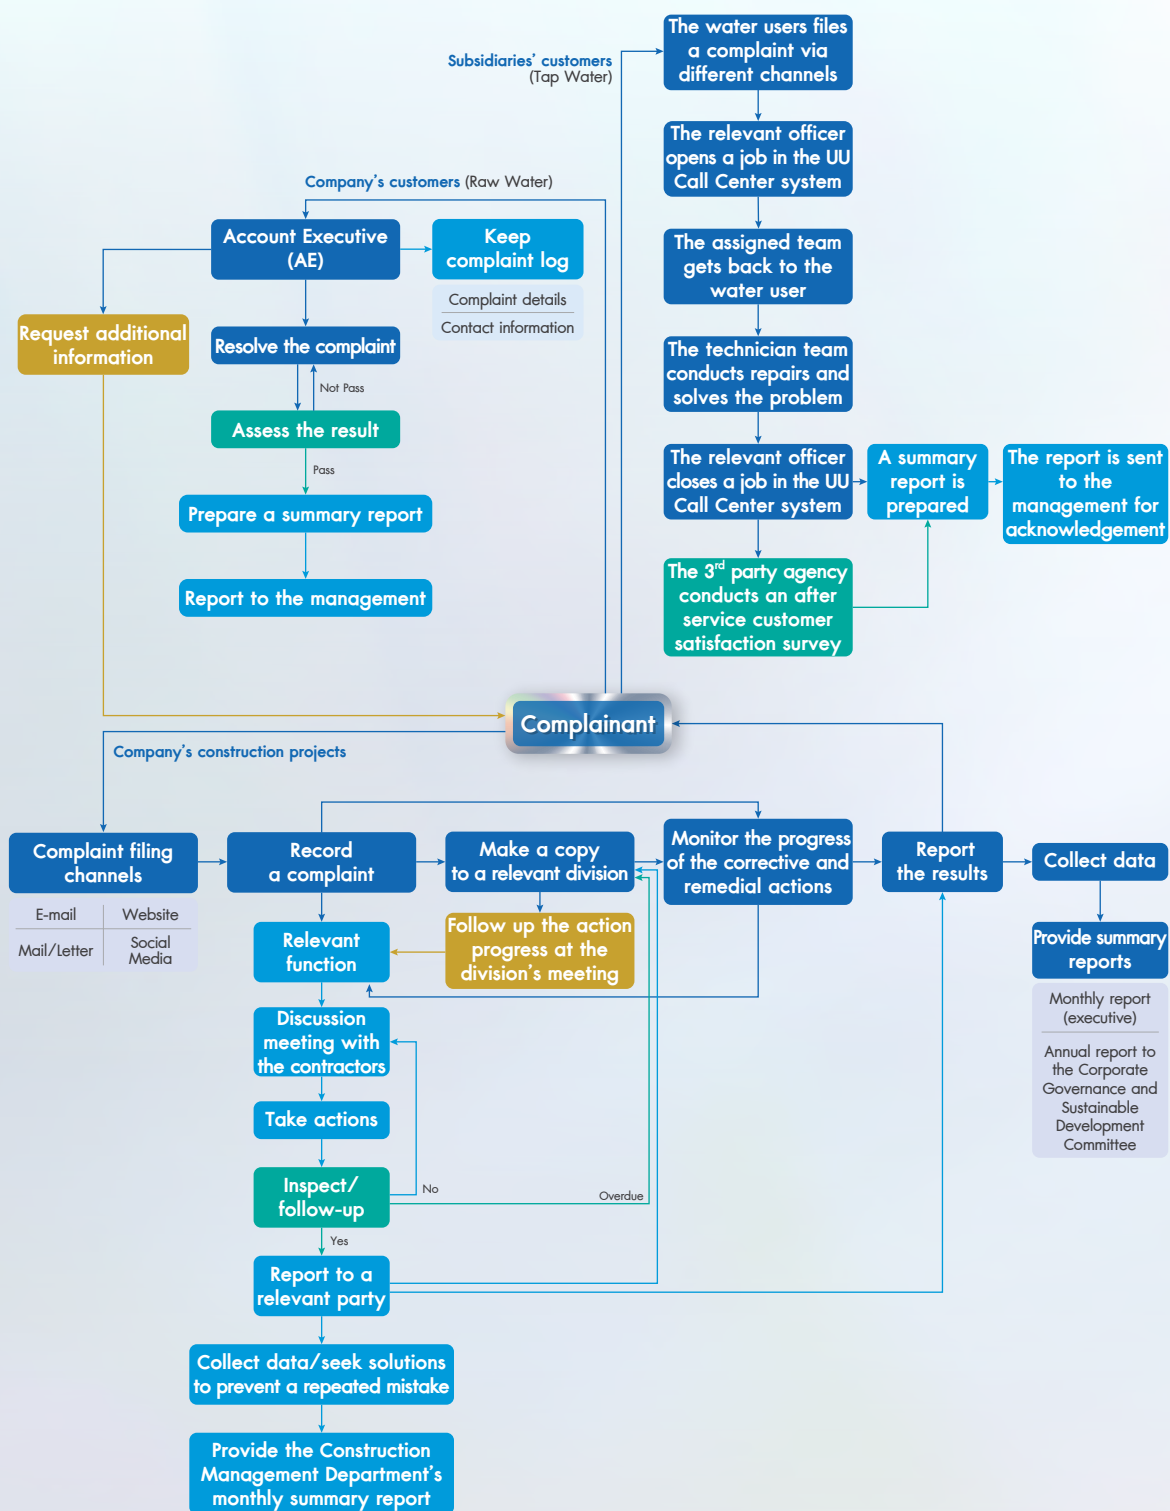 The water users files
a complaint via
different channels
Subsidiaries' customers
(Tap Water)
The relevant officer
opens a job in the UU
Call Center system
Company's customers (Raw Water)
Account Executive
(AE)
Keep
complaint log
Complaint details
Contact information
The assigned team
gets back to the
water user
Request additional
information
Resolve the complaint
Not Pass
The technician team
conducts repairs and
solves the problem
Assess the result
Pass
The relevant officer
closes a job in the UU
Call Center system
A summary
report is
prepared
The report is sent
to the
management for
acknowledgement
Prepare a summary report
Report to the management
The 3rd party agency
conducts an after
service customer
satisfaction survey
Complainant
Company's construction projects
Complaint filing
channels
E-mail
Website
Mail/Letter
Social
Media
Record
a complaint
Make a copy
to a relevant division
Monitor the progress
of the corrective and
remedial actions
Report
the results
Collect data
Relevant
function
Follow up the action
progress at the
division's meeting
Provide summary
reports
Monthly report
(executive)
Annual report to
the Corporate
Governance and
Sustainable
Development
Committee
Discussion
meeting with
the contractors
Take actions
Inspect/
follow-up
No
Overdue
Yes
Report to a
relevant party
Collect data/seek solutions
to prevent a repeated mistake
Provide the Construction
Management Department's
monthly summary report